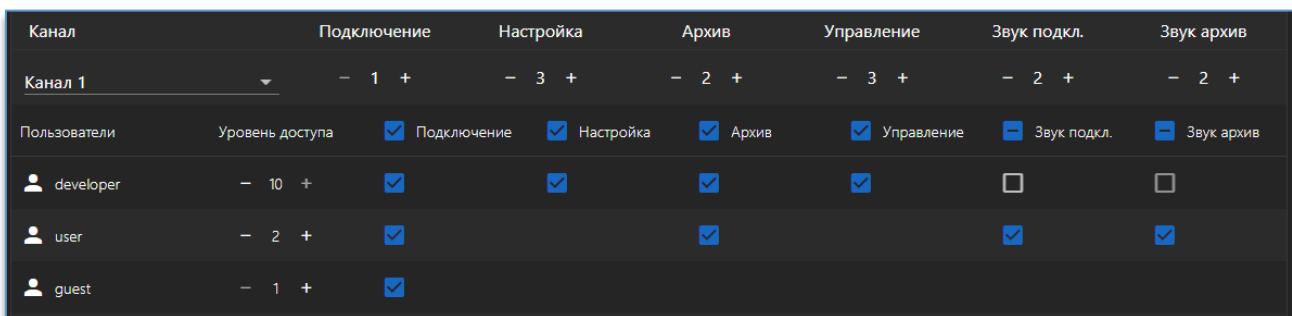 Канал Подключение Настройка Архив Управление Звук подкл. Звук архив
Канал 1 − 1 + − 3 + − 2 + − 3 + − 2 + − 2 +
Пользователи Уровень доступа Подключение Настройка Архив Управление Звук подкл. Звук архив
developer − 10 +
user − 2 +
guest − 1 +